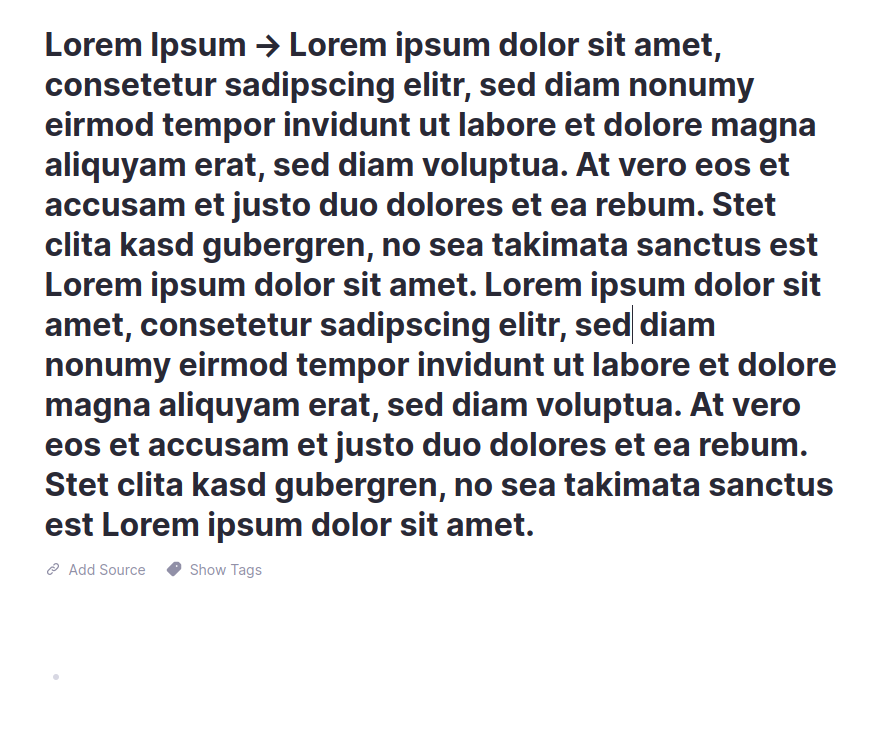 Lorem Ipsum → Lorem ipsum dolor sit amet,
consetetur sadipscing elitr, sed diam nonumy
eirmod tempor invidunt ut labore et dolore magna
aliquyam erat, sed diam voluptua. At vero eos et
accusam et justo duo dolores et ea rebum. Stet
clita kasd gubergren, no sea takimata sanctus est
Lorem ipsum dolor sit amet. Lorem ipsum dolor sit
amet, consetetur sadipscing elitr, sed diam
nonumy eirmod tempor invidunt ut labore et dolore
magna aliquyam erat, sed diam voluptua. At vero
eos et accusam et justo duo dolores et ea rebum.
Stet clita kasd gubergren, no sea takimata sanctus
est Lorem ipsum dolor sit amet.
Add Source Show Tags